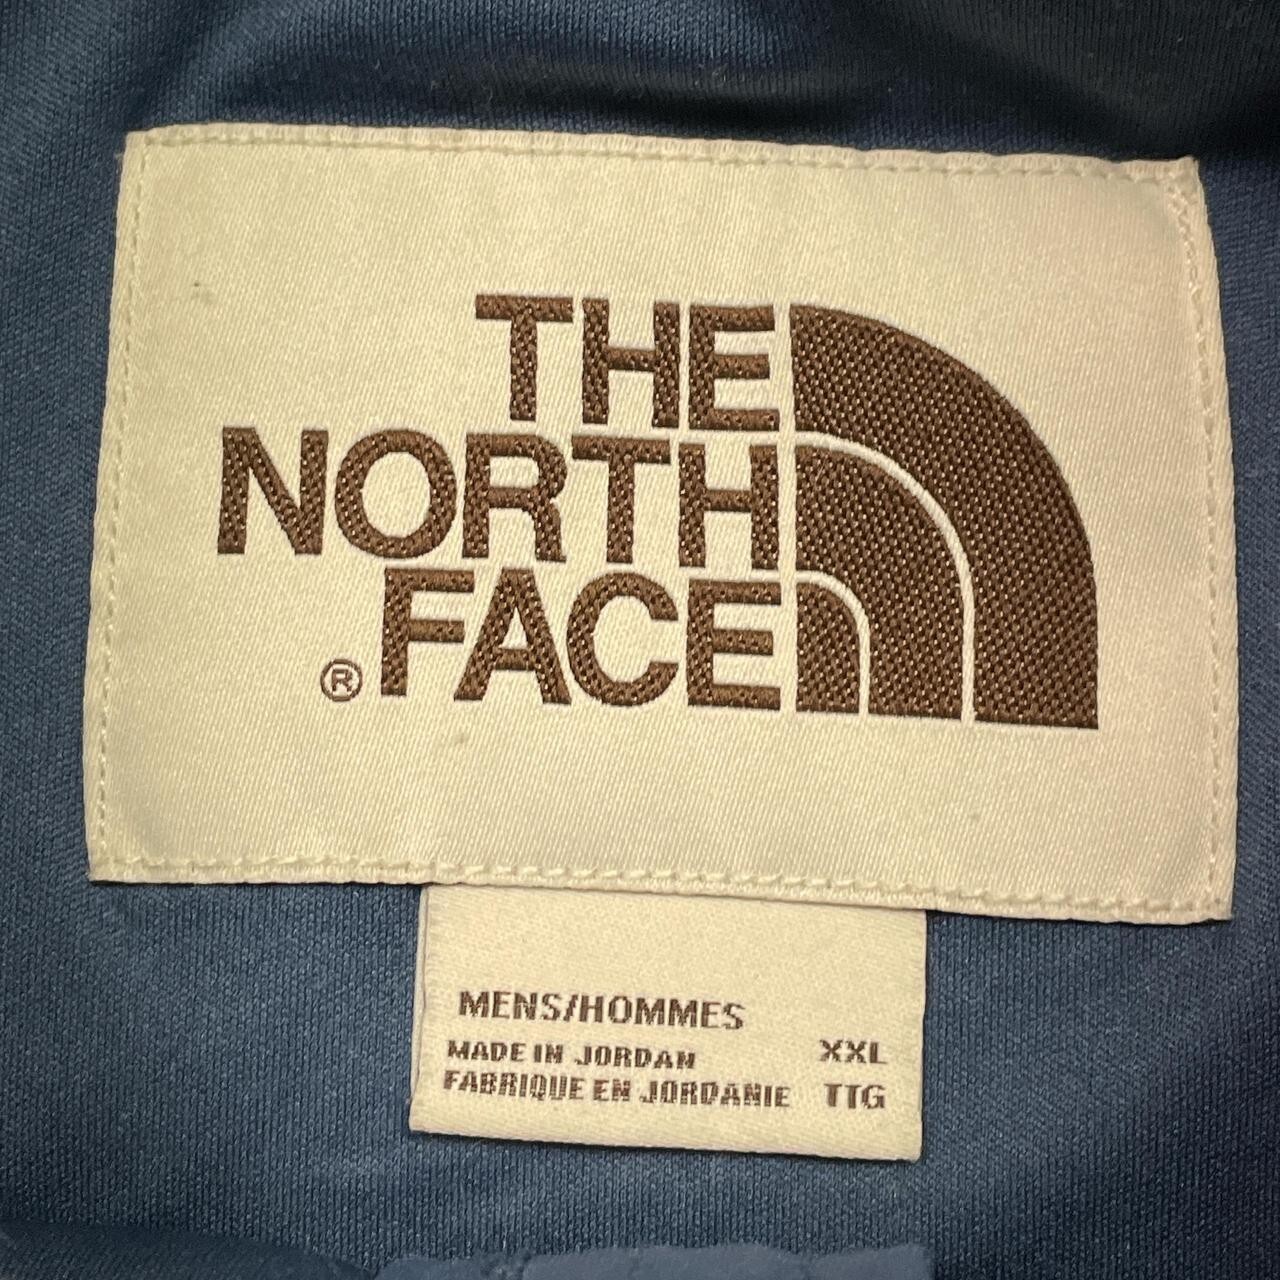 THE
NORTH
® FACE
MENS/HOMMES
MADE IN JORDAN XXL
FABRIQUE EN JORDANIE TTG